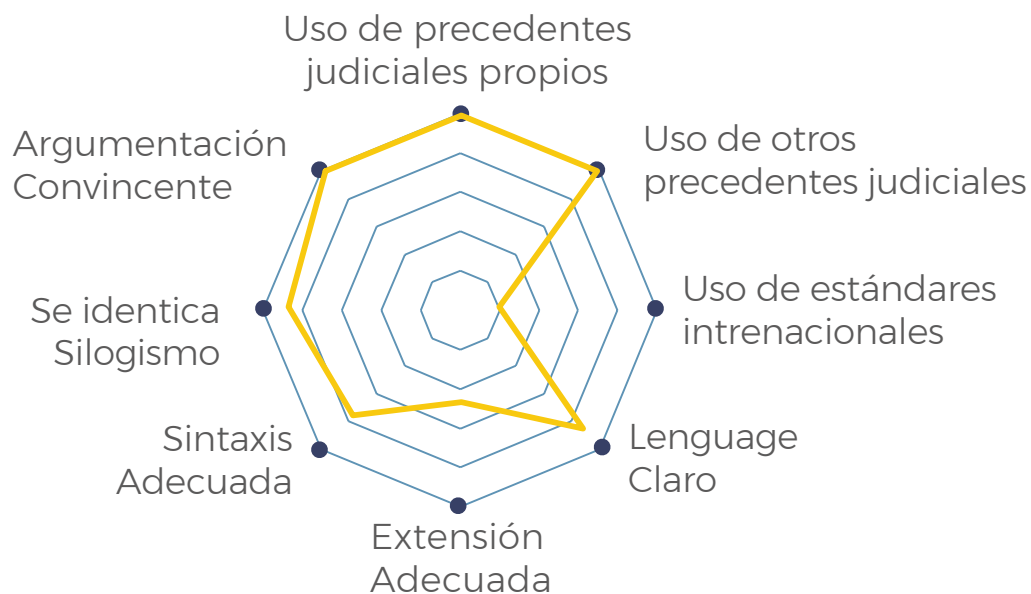 Uso de precedentes
judiciales propios
Uso de otros
precedentes judiciales
Uso de estándares
intrenacionales
Lenguage
Claro
Extensión
Adecuada
Sintaxis
Adecuada
Se identica
Silogismo
Argumentación
Convincente